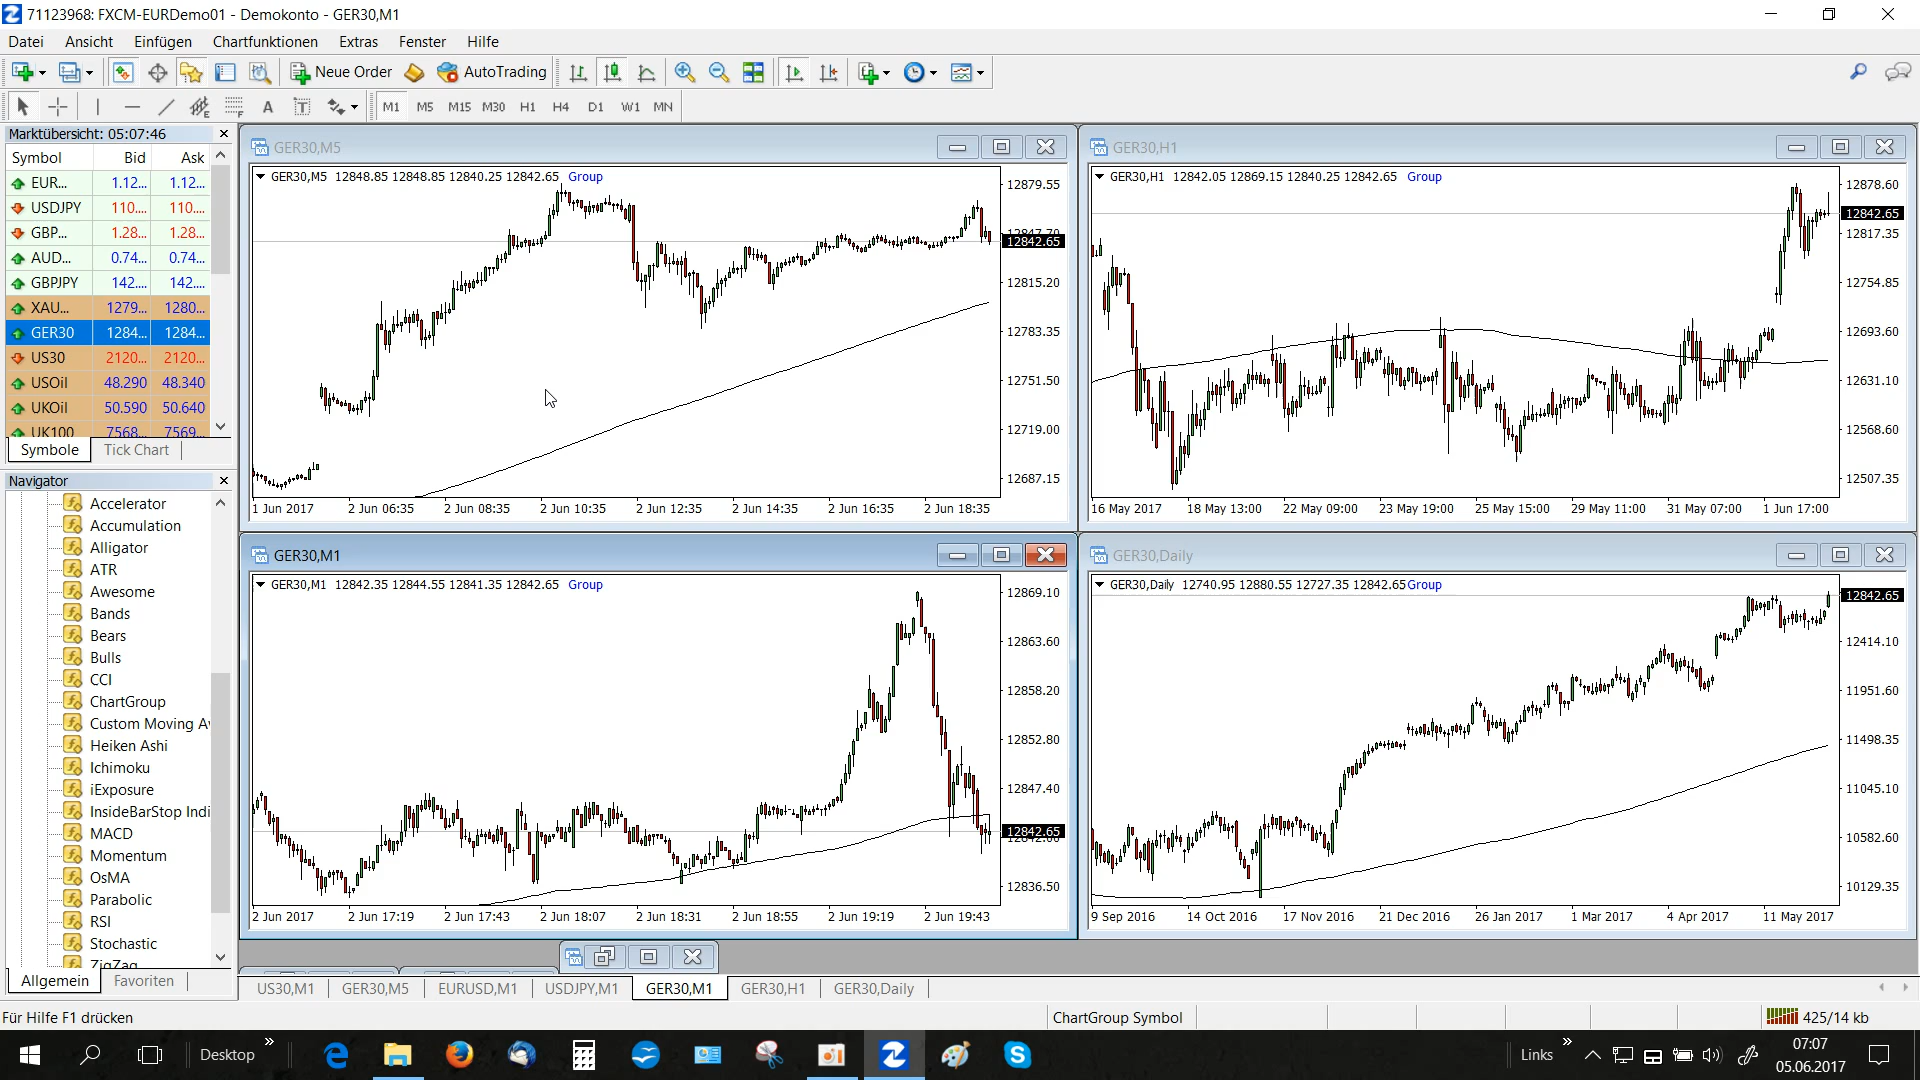 71123968: FXCM-EURDemo01 - Demokonto - GER30,M1
Datei Ansicht Einfügen Chartfunktionen Extras Fenster Hilfe
Neue Order AutoTrading
A T M1 M5 M15 M30 H1 H4 D1 W1 MN
Marktübersicht: 05:07:46
Symbol Bid Ask
EUR... 1.12... 1.12...
USDJPY 110.... 110....
GBP... 1.28... 1.28...
AUD... 0.74... 0.74...
GBPJPY 142.... 142....
XAU... 1279... 1280...
GER30 1284... 1284...
US30 2120... 2120...
USOil 48.290 48.340
UKOil 50.590 50.640
UK100 7568... 7569...
Symbole Tick Chart
Navigator
Accelerator
Accumulation
Alligator
ATR
Awesome
Bands
Bears
Bulls
CCI
ChartGroup
Custom Moving Av
Heiken Ashi
Ichimoku
iExposure
InsideBarStop Indi
MACD
Momentum
OsMA
Parabolic
RSI
Stochastic
ZigZag
Allgemein Favoriten
GER30,M5
GER30,M5 12848.85 12848.85 12840.25 12842.65 Group
12879.55
12847.70
12842.65
12815.20
12783.35
12751.50
12719.00
12687.15
1 Jun 2017 2 Jun 06:35 2 Jun 08:35 2 Jun 10:35 2 Jun 12:35 2 Jun 14:35 2 Jun 16:35 2 Jun 18:35
GER30,H1
GER30,H1 12842.05 12869.15 12840.25 12842.65 Group
12878.60
12842.65
12817.35
12754.85
12693.60
12631.10
12568.60
12507.35
16 May 2017 18 May 13:00 22 May 09:00 23 May 19:00 25 May 15:00 29 May 11:00 31 May 07:00 1 Jun 17:00
GER30,M1
GER30,M1 12842.35 12844.55 12841.35 12842.65 Group
12869.10
12863.60
12858.20
12852.80
12847.40
12842.65
12842.00
12836.50
2 Jun 2017 2 Jun 17:19 2 Jun 17:43 2 Jun 18:07 2 Jun 18:31 2 Jun 18:55 2 Jun 19:19 2 Jun 19:43
GER30,Daily
GER30,Daily 12740.95 12880.55 12727.35 12842.65 Group
12842.65
12414.10
11951.60
11498.35
11045.10
10582.60
10129.35
9 Sep 2016 14 Oct 2016 17 Nov 2016 21 Dec 2016 26 Jan 2017 1 Mar 2017 4 Apr 2017 11 May 2017
US30,M1 GER30,M5 EURUSD,M1 USDJPY,M1 GER30,M1 GER30,H1 GER30,Daily
Für Hilfe F1 drücken ChartGroup Symbol 425/14 kb
Desktop » Links » 07:07
05.06.2017